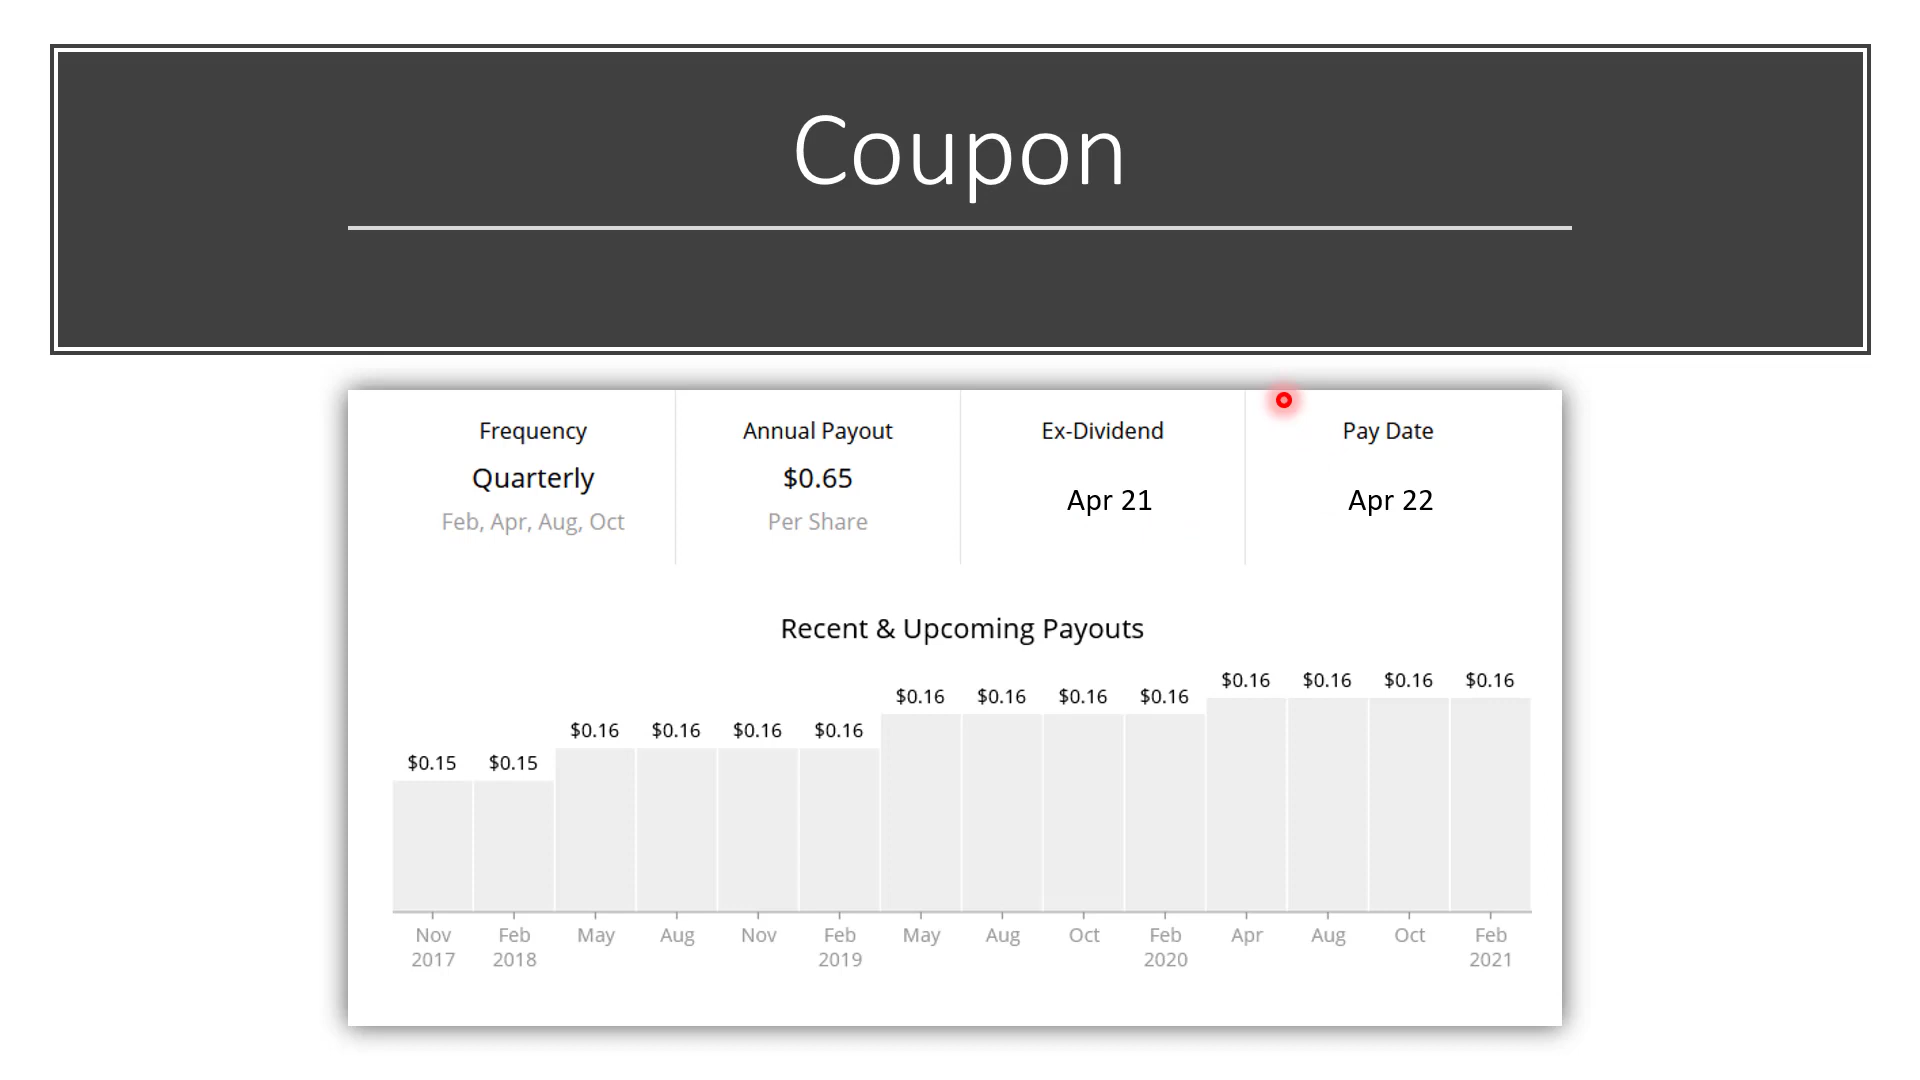 Coupon
Frequency
Annual Payout
Ex-Dividend
Pay Date
Quarterly
$0.65
Apr 21
Apr 22
Feb, Apr, Aug, Oct
Per Share
Recent & Upcoming Payouts
$0.15 $0.15 $0.16 $0.16 $0.16 $0.16 $0.16 $0.16 $0.16 $0.16 $0.16 $0.16 $0.16 $0.16
Nov Feb May Aug Nov Feb May Aug Oct Feb Apr Aug Oct Feb
2017 2018 2019 2020 2021